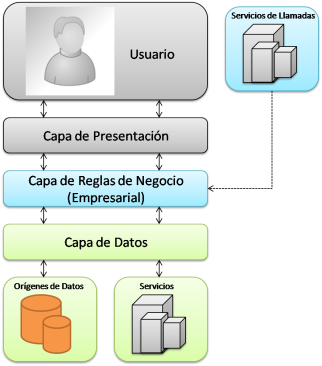 Usuario
Servicios de Llamadas
Capa de Presentación
Capa de Reglas de Negocio
(Empresarial)
Capa de Datos
Orígenes de Datos
Servicios